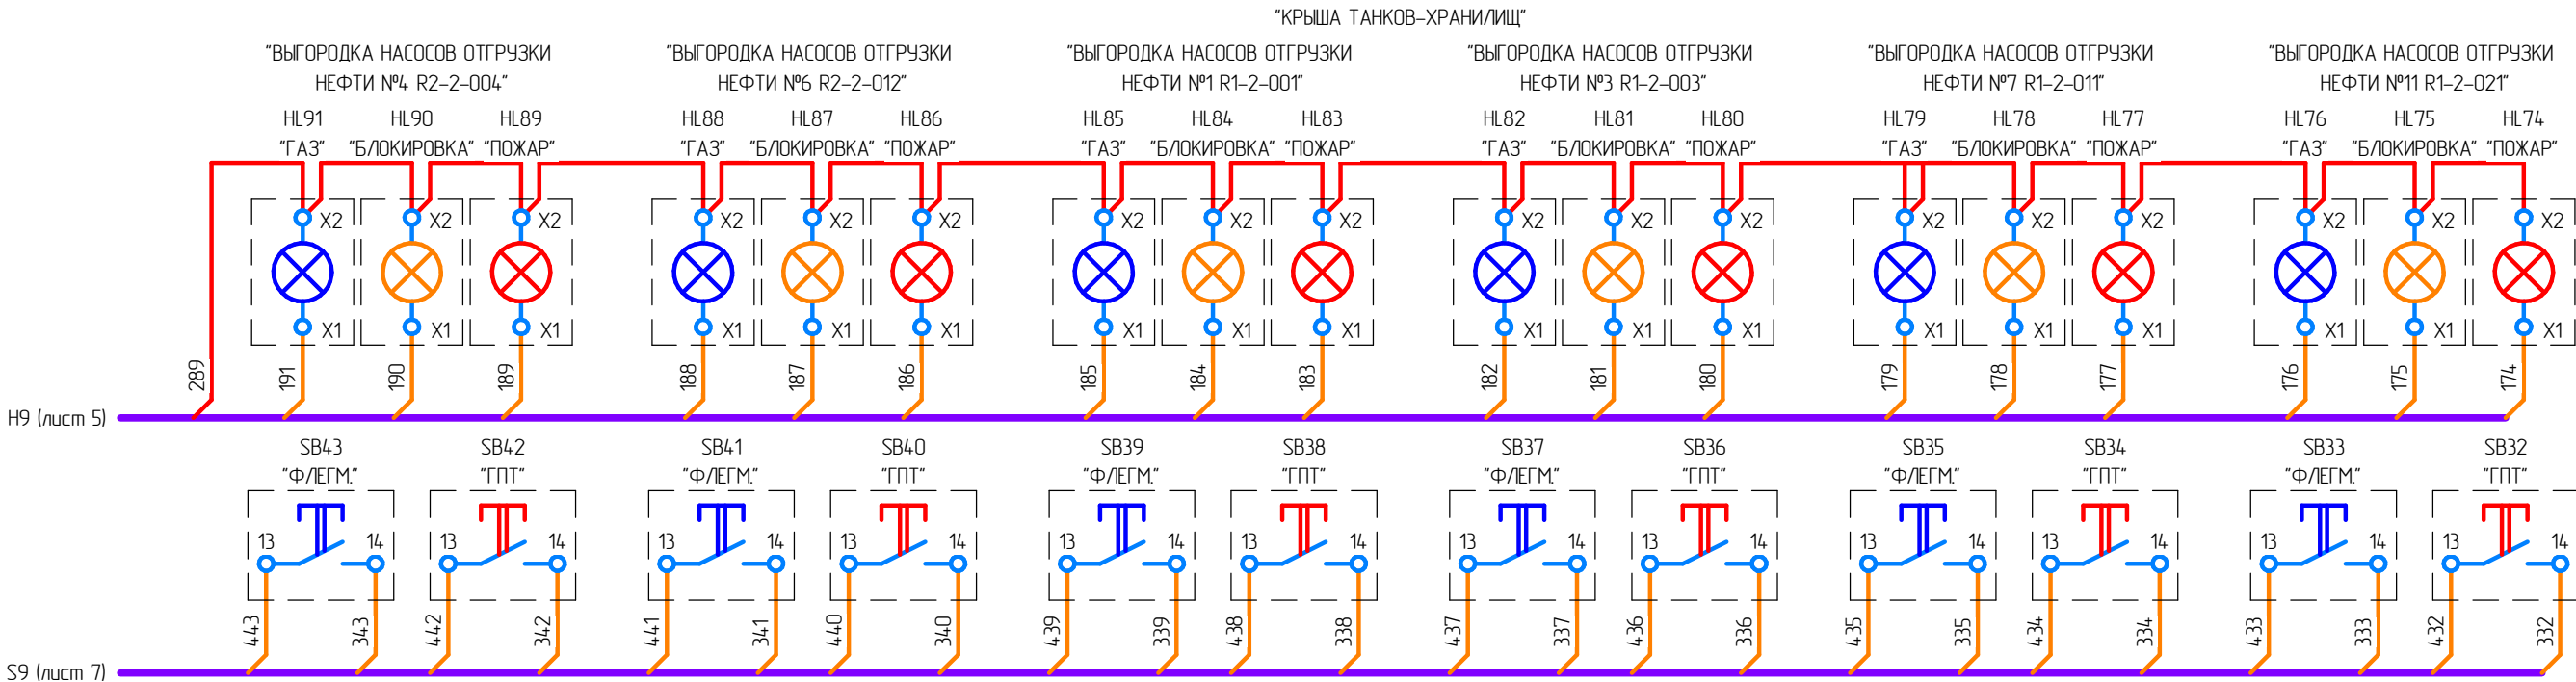 "КРЫША ТАНКОВ-ХРАНИЛИЩ"
"ВЫГОРОДКА НАСОСОВ ОТГРУЗКИ
НЕФТИ №4 R2-2-004"
"ВЫГОРОДКА НАСОСОВ ОТГРУЗКИ
НЕФТИ №6 R2-2-012"
"ВЫГОРОДКА НАСОСОВ ОТГРУЗКИ
НЕФТИ №1 R1-2-001"
"ВЫГОРОДКА НАСОСОВ ОТГРУЗКИ
НЕФТИ №3 R1-2-003"
"ВЫГОРОДКА НАСОСОВ ОТГРУЗКИ
НЕФТИ №7 R1-2-011"
"ВЫГОРОДКА НАСОСОВ ОТГРУЗКИ
НЕФТИ №11 R1-2-021"
HL91 HL90 HL89 HL88 HL87 HL86 HL85 HL84 HL83 HL82 HL81 HL80 HL79 HL78 HL77 HL76 HL75 HL74
"ГАЗ" "БЛОКИРОВКА" "ПОЖАР" "ГАЗ" "БЛОКИРОВКА" "ПОЖАР" "ГАЗ" "БЛОКИРОВКА" "ПОЖАР" "ГАЗ" "БЛОКИРОВКА" "ПОЖАР" "ГАЗ" "БЛОКИРОВКА" "ПОЖАР" "ГАЗ" "БЛОКИРОВКА" "ПОЖАР"
X2 X2 X2 X2 X2 X2 X2 X2 X2 X2 X2 X2 X2 X2 X2 X2 X2 X2
X1 X1 X1 X1 X1 X1 X1 X1 X1 X1 X1 X1 X1 X1 X1 X1 X1 X1
289 191 190 189 188 187 186 185 184 183 182 181 180 179 178 177 176 175 174
H9 (лист 5)
SB43 SB42 SB41 SB40 SB39 SB38 SB37 SB36 SB35 SB34 SB33 SB32
"ФЛЕГМ." "ГПТ" "ФЛЕГМ." "ГПТ" "ФЛЕГМ." "ГПТ" "ФЛЕГМ." "ГПТ" "ФЛЕГМ." "ГПТ" "ФЛЕГМ." "ГПТ"
13 14 13 14 13 14 13 14 13 14 13 14 13 14 13 14 13 14 13 14 13 14 13 14
443 343 442 342 441 341 440 340 439 339 438 338 437 337 436 336 435 335 434 334 433 333 432 332
S9 (лист 7)